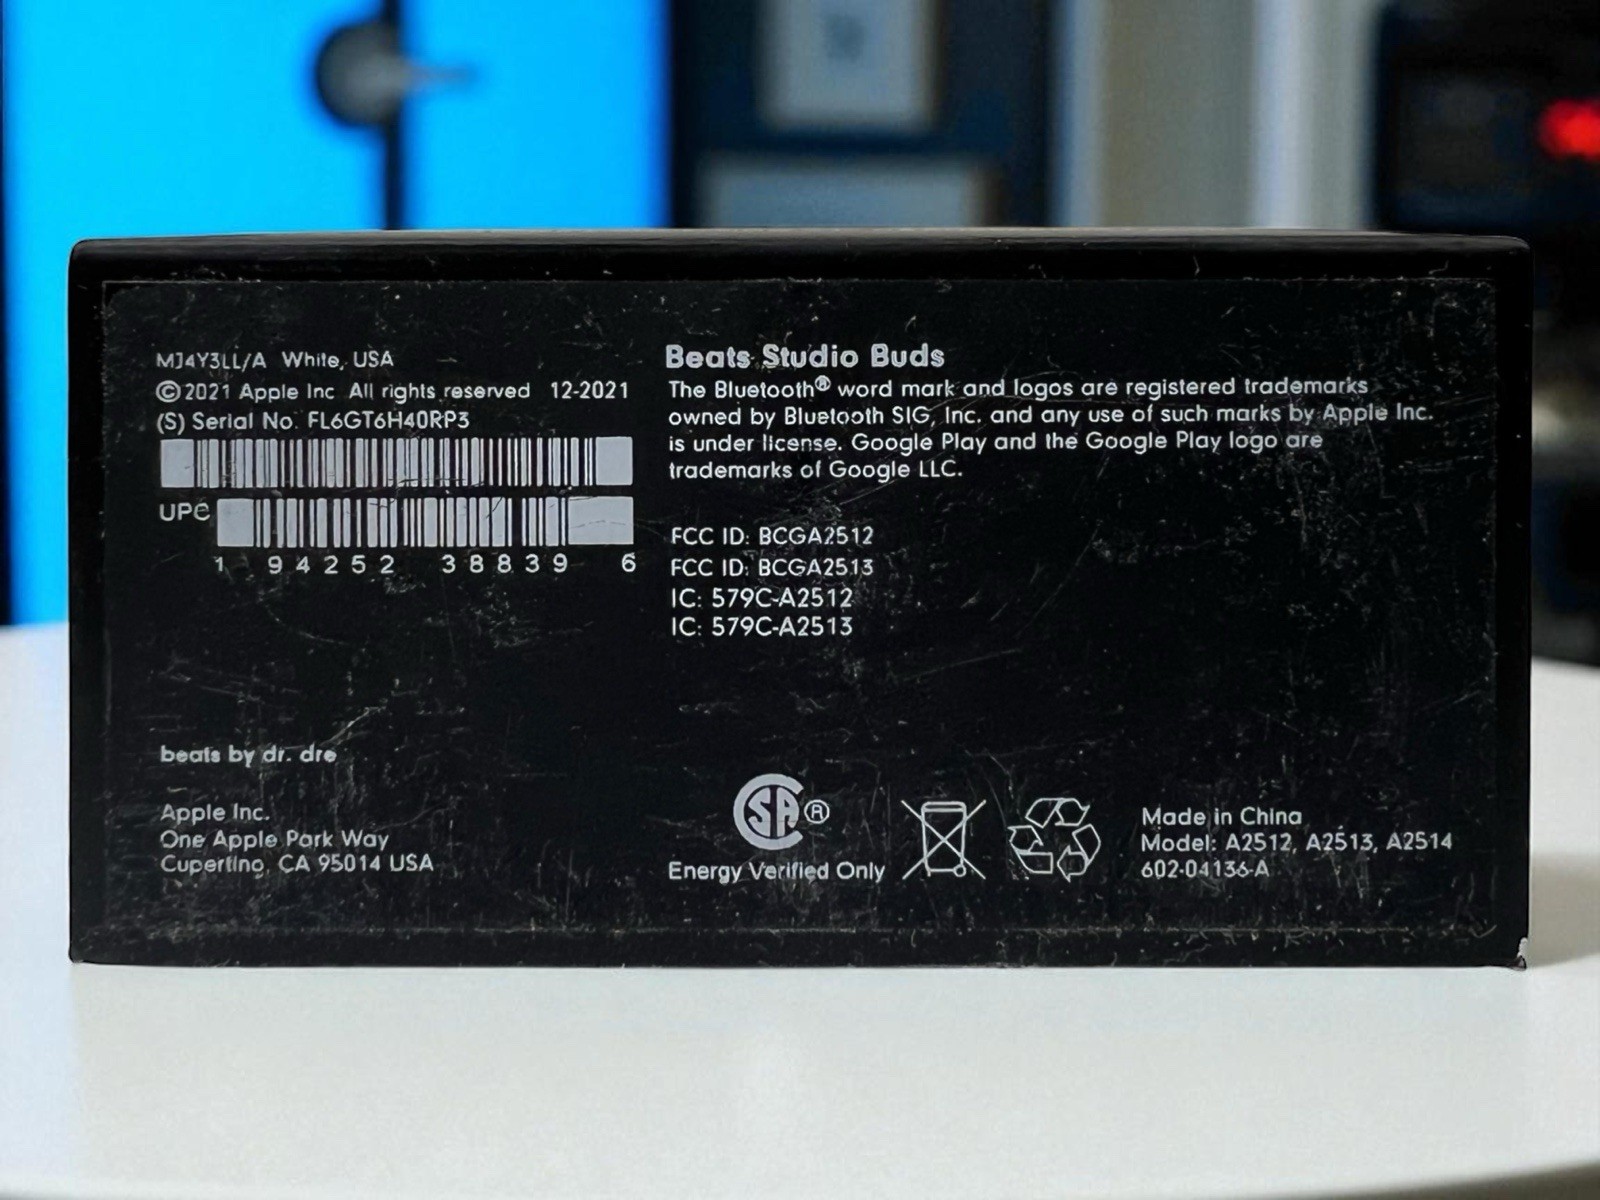 MJ4Y3LL/A White, USA
©2021 Apple Inc All rights reserved 12-2021
(S) Serial No. FL6GT6H40RP3
UPC
1 94252 38839 6
beats by dr. dre
Apple Inc.
One Apple Park Way
Cupertino, CA 95014 USA
Beats Studio Buds
The Bluetooth® word mark and logos are registered trademarks
owned by Bluetooth SIG, Inc. and any use of such marks by Apple Inc.
is under license. Google Play and the Google Play logo are
trademarks of Google LLC.
FCC ID: BCGA2512
FCC ID: BCGA2513
IC: 579C-A2512
IC: 579C-A2513
CSA®
Energy Verified Only
Made in China
Model: A2512, A2513, A2514
602-04136-A